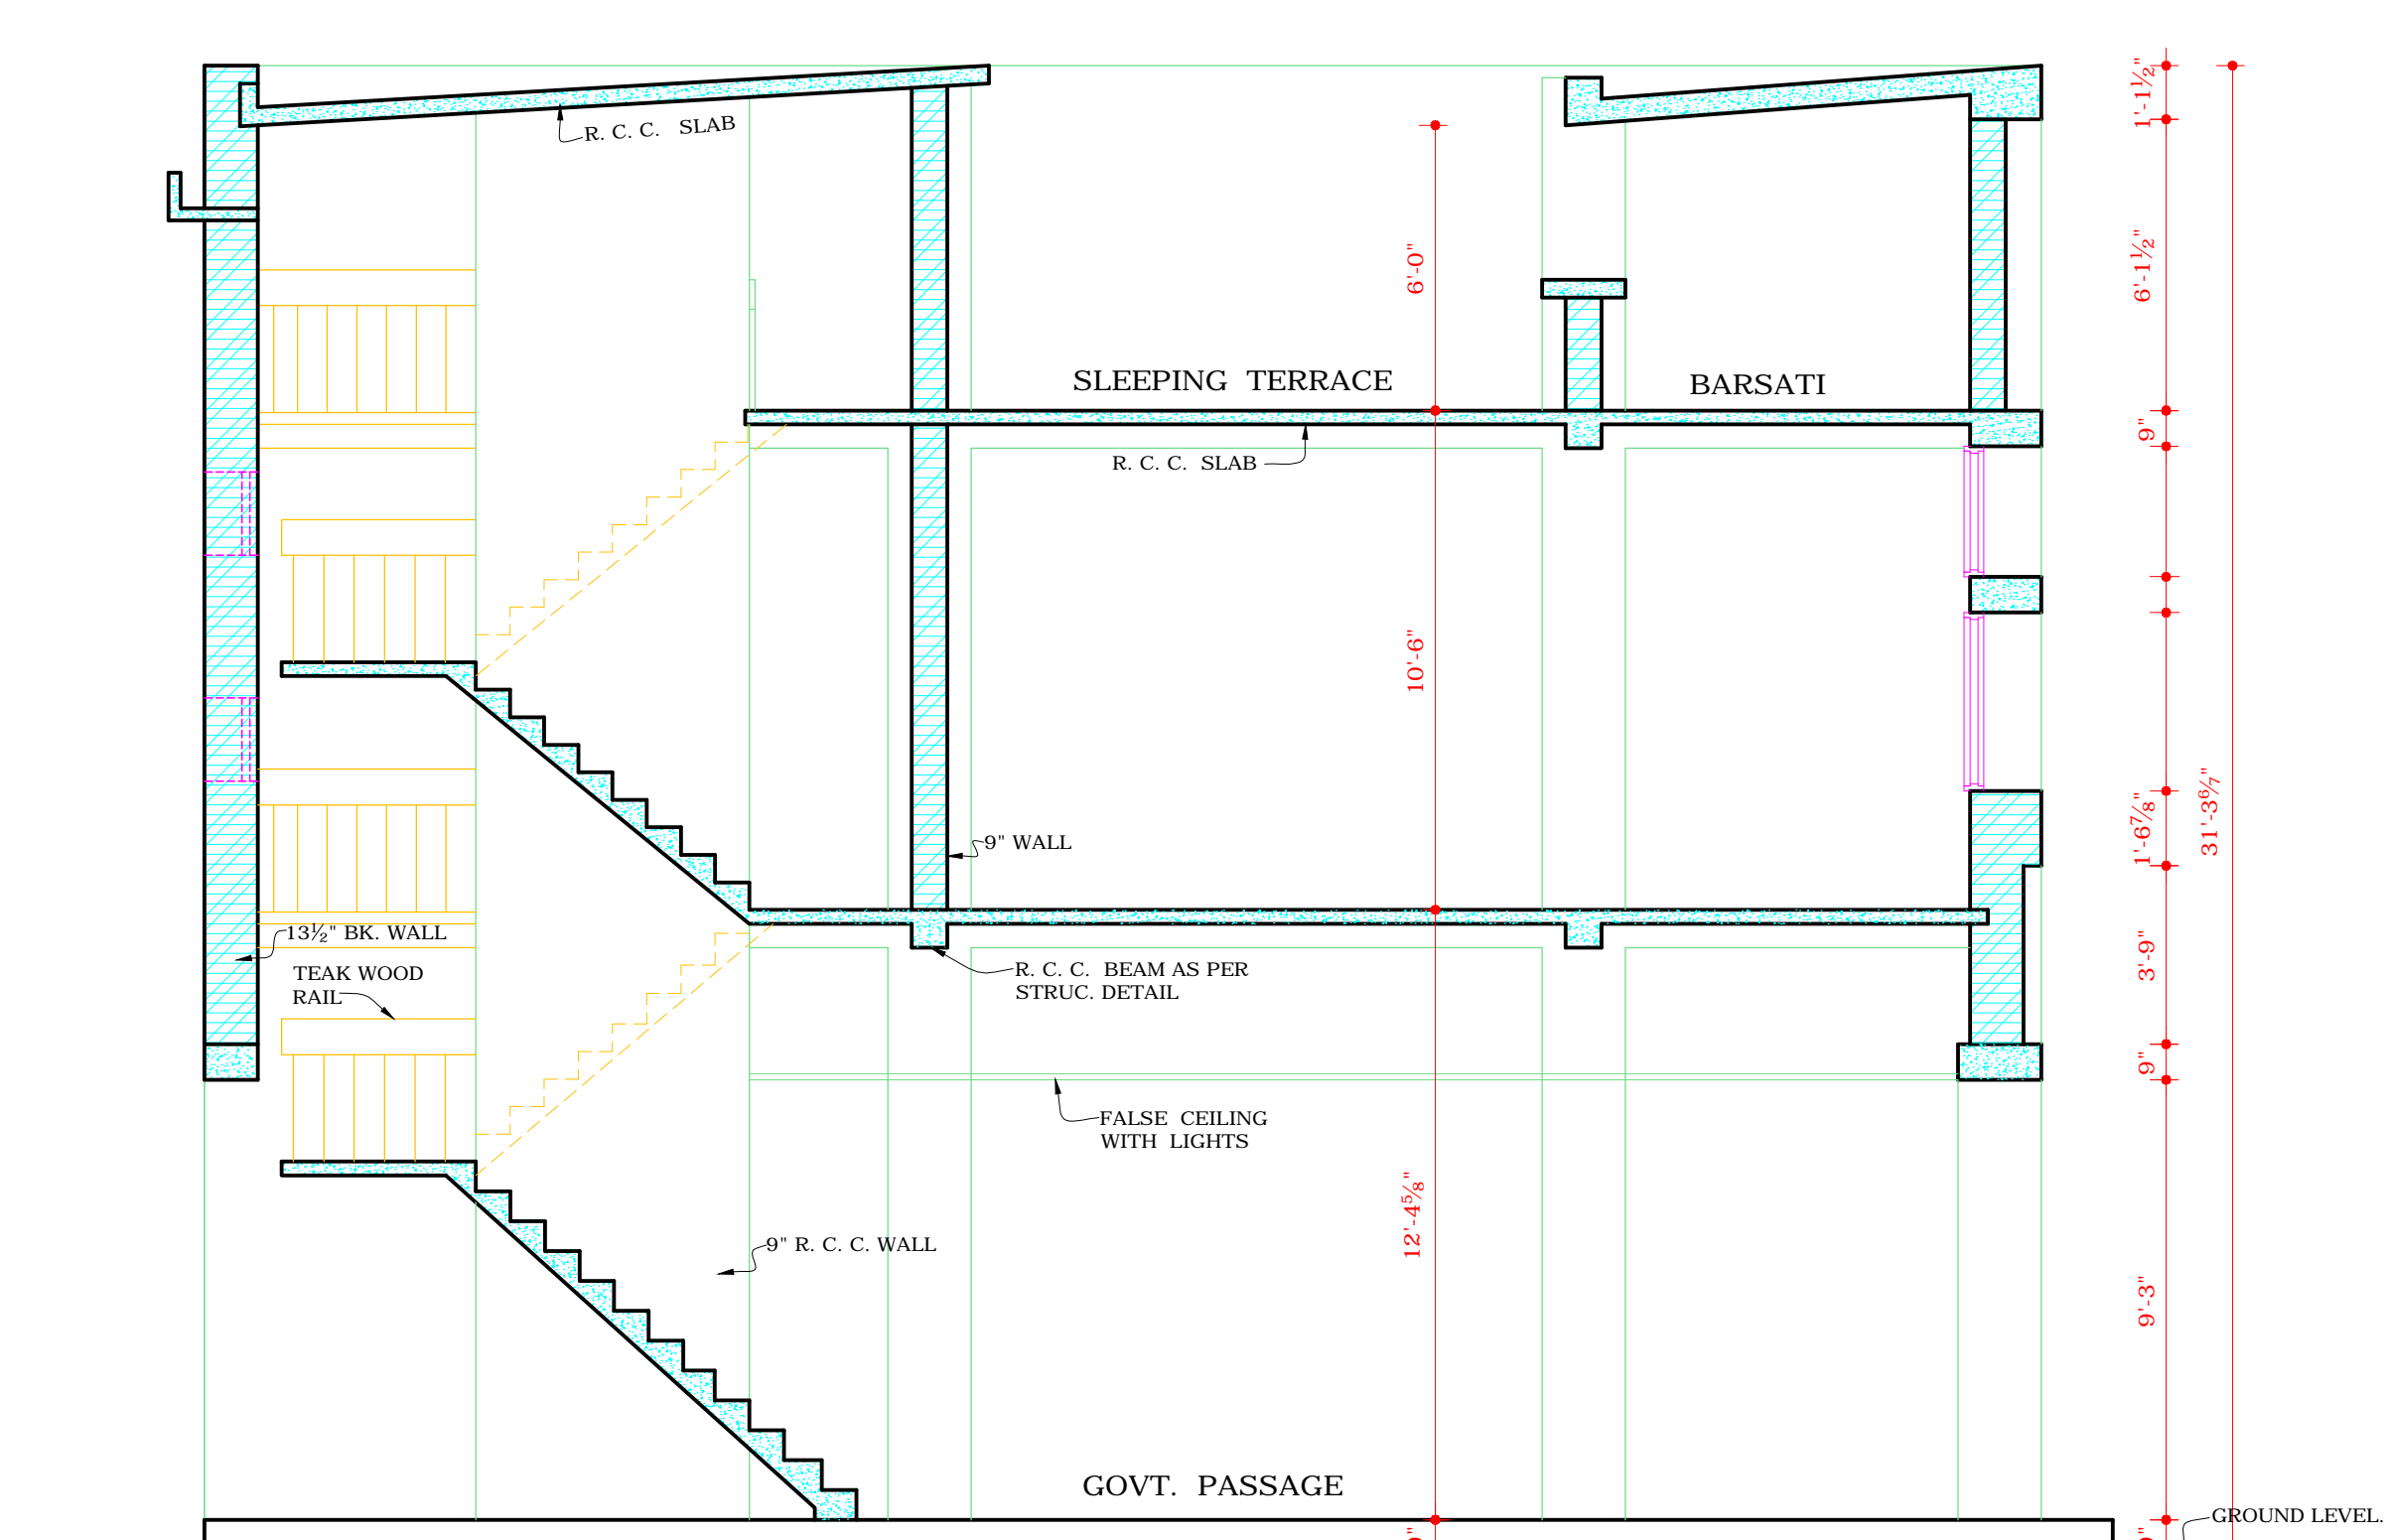 1'-1½"
R. C. C. SLAB
6'-0"
6'-1½"
SLEEPING TERRACE
BARSATI
9"
R. C. C. SLAB
10'-6"
31'-3⁶⁄₇"
1'-6⅞"
9" WALL
13½" BK. WALL
TEAK WOOD
RAIL
R. C. C. BEAM AS PER
STRUC. DETAIL
3'-9"
9"
FALSE CEILING
WITH LIGHTS
12'-4⅝"
9" R. C. C. WALL
9'-3"
GOVT. PASSAGE
GROUND LEVEL.